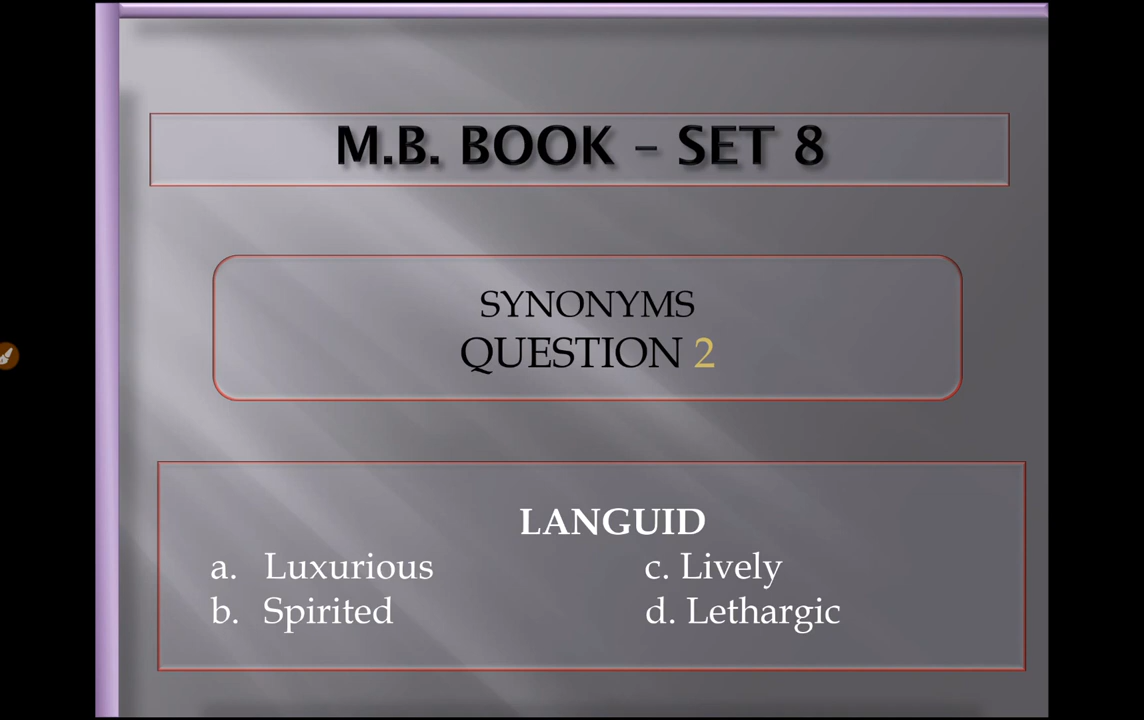 M.B. BOOK – SET 8
SYNONYMS
QUESTION 2
LANGUID
a. Luxurious c. Lively
b. Spirited d. Lethargic